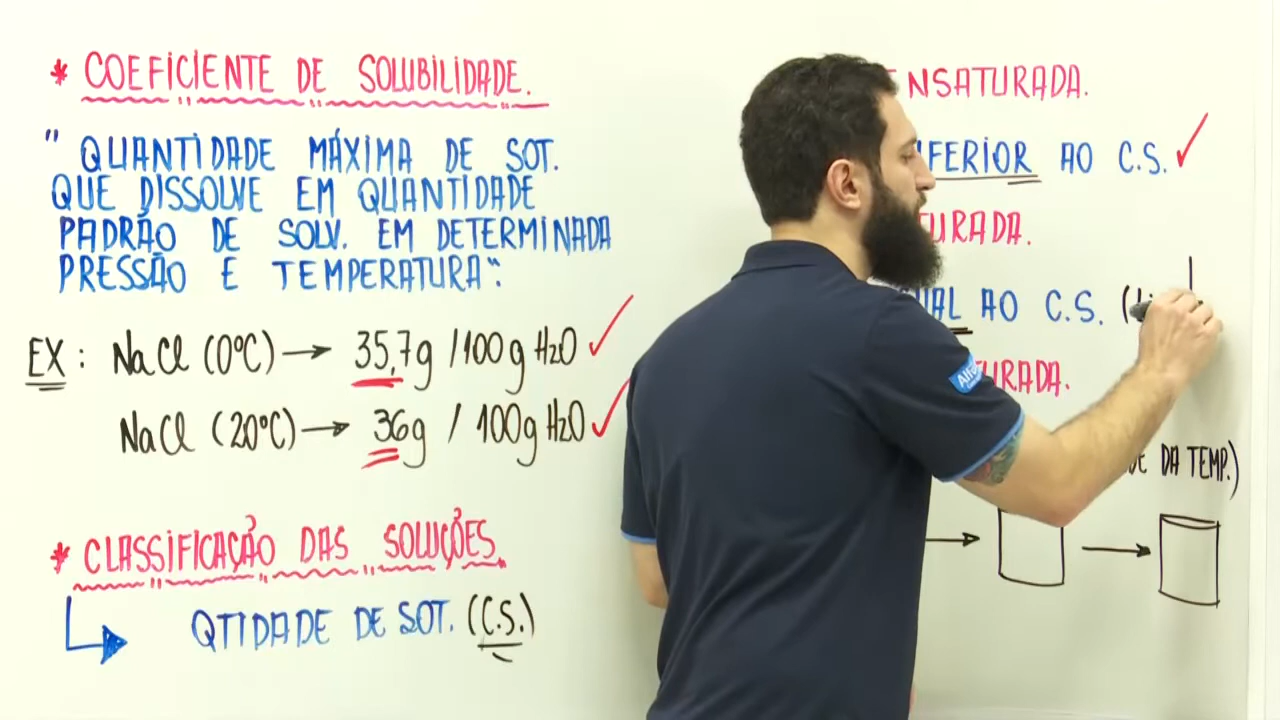 * COEFICIENTE DE SOLUBILIDADE.
" QUANTIDADE MÁXIMA DE SOT.
QUE DISSOLVE EM QUANTIDADE
PADRÃO DE SOLV. EM DETERMINADA
PRESSÃO E TEMPERATURA".
EX: NaCl (0°C) → 35,7g /100g H2O ✓
NaCl (20°C) → 36g / 100g H2O ✓
* CLASSIFICAÇÃO DAS SOLUÇÕES.
QTIDADE DE SOT. (C.S.)
NSATURADA.
FERIOR AO C.S. ✓
URADA.
AL AO C.S. (
URADA.
DA TEMP.)